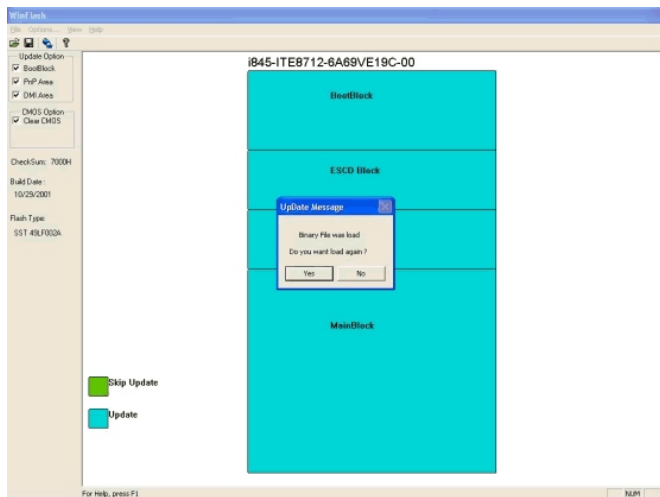 WinFlash
File Options... View Help
Update Option
BootBlock
PnP Area
DMI Area
CMOS Option
Clear CMOS
CheckSum: 7000H
Build Date :
10/29/2001
Flash Type:
SST 49LF002A
i845-ITE8712-6A69VE19C-00
BootBlock
ESCD Block
UpDate Message
Binary File was load
Do you want load again ?
Yes No
MainBlock
Skip Update
Update
For Help, press F1
NUM